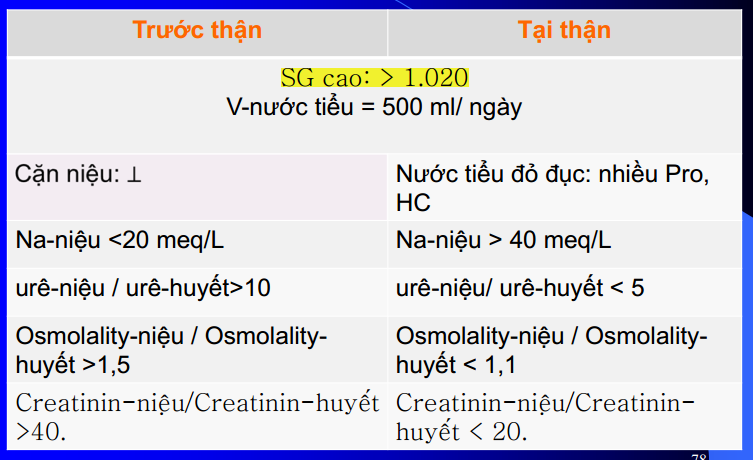 Trước thận
Tại thận
SG cao: > 1.020
V-nước tiểu = 500 ml/ ngày
Cặn niệu: ⊥
Nước tiểu đỏ đục: nhiều Pro,
HC
Na-niệu <20 meq/L
Na-niệu > 40 meq/L
urê-niệu / urê-huyết>10
urê-niệu/ urê-huyết < 5
Osmolality-niệu / Osmolality-
huyết >1,5
Osmolality-niệu / Osmolality-
huyết < 1,1
Creatinin-niệu/Creatinin-huyết
>40.
Creatinin-niệu/Creatinin-
huyết < 20.
78